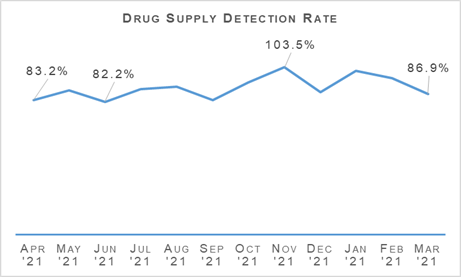 DRUG SUPPLY DETECTION RATE
103.5%
83.2%
82.2%
86.9%
APR MAY JUN JUL AUG SEP OCT NOV DEC JAN FEB MAR
'21 '21 '21 '21 '21 '21 '21 '21 '21 '21 '21 '21